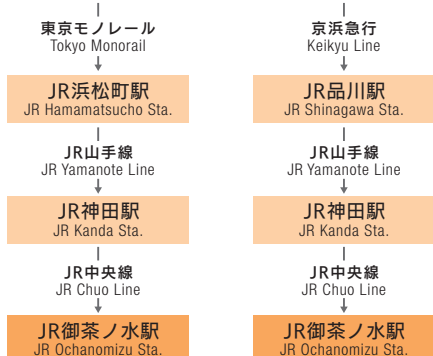 東京モノレール
Tokyo Monorail
JR浜松町駅
JR Hamamatsucho Sta.
JR山手線
JR Yamanote Line
JR神田駅
JR Kanda Sta.
JR中央線
JR Chuo Line
JR御茶ノ水駅
JR Ochanomizu Sta.
京浜急行
Keikyu Line
JR品川駅
JR Shinagawa Sta.
JR山手線
JR Yamanote Line
JR神田駅
JR Kanda Sta.
JR中央線
JR Chuo Line
JR御茶ノ水駅
JR Ochanomizu Sta.